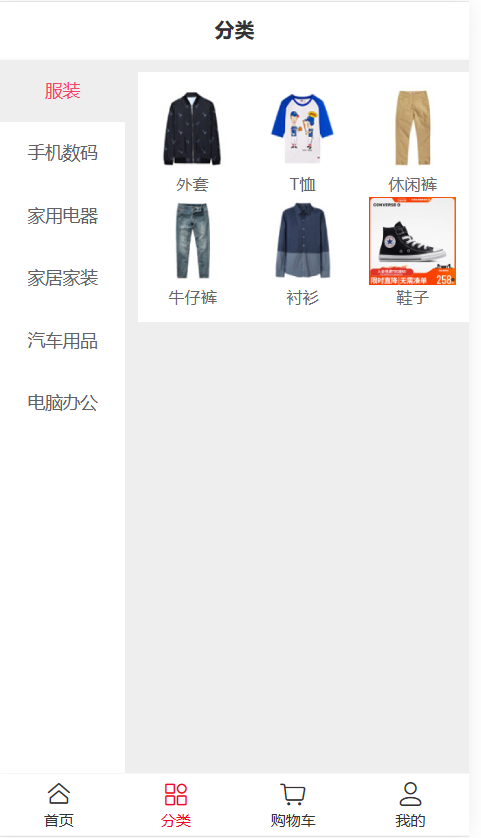 分类
服装
手机数码
家用电器
家居家装
汽车用品
电脑办公
外套
T恤
休闲裤
CONVERSE
牛仔裤
衬衫
限时直降|无需凑单 258
鞋子
首页
分类
购物车
我的